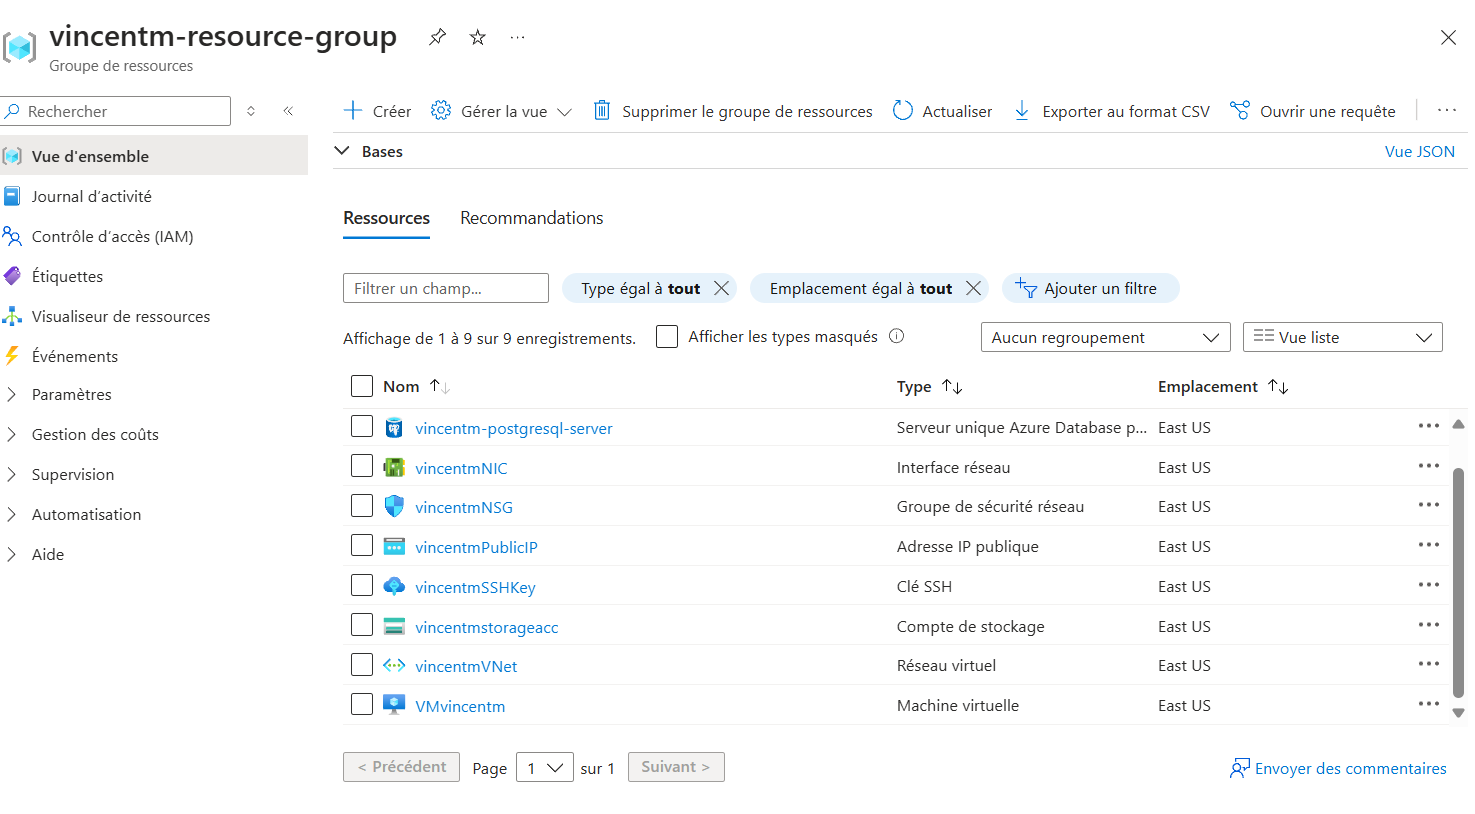 vincentm-resource-group
Groupe de ressources
Rechercher
Vue d'ensemble
Journal d’activité
Contrôle d’accès (IAM)
Étiquettes
Visualiseur de ressources
Événements
Paramètres
Gestion des coûts
Supervision
Automatisation
Aide
Créer Gérer la vue Supprimer le groupe de ressources Actualiser Exporter au format CSV Ouvrir une requête
Bases Vue JSON
Ressources Recommandations
Filtrer un champ... Type égal à tout Emplacement égal à tout Ajouter un filtre
Affichage de 1 à 9 sur 9 enregistrements. Afficher les types masqués Aucun regroupement Vue liste
Nom Type Emplacement
vincentm-postgresql-server Serveur unique Azure Database p... East US
vincentmNIC Interface réseau East US
vincentmNSG Groupe de sécurité réseau East US
vincentmPublicIP Adresse IP publique East US
vincentmSSHKey Clé SSH East US
vincentmstorageacc Compte de stockage East US
vincentmVNet Réseau virtuel East US
VMvincentm Machine virtuelle East US
< Précédent Page 1 sur 1 Suivant > Envoyer des commentaires